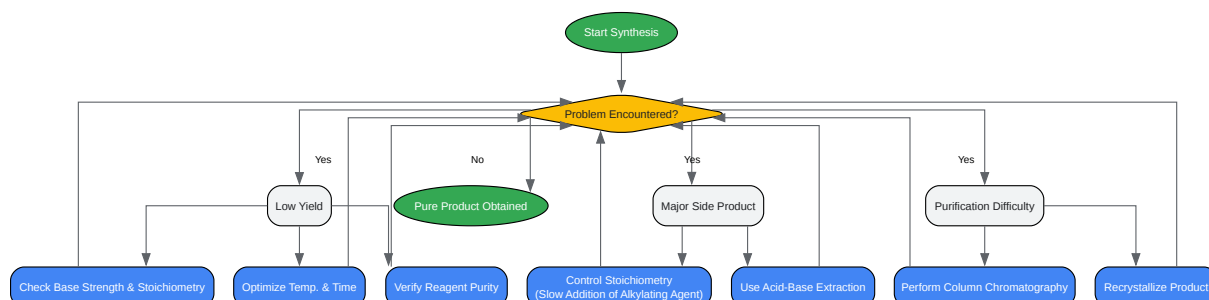 Start Synthesis
Problem Encountered?
Yes
No
Yes
Yes
Low Yield
Pure Product Obtained
Major Side Product
Purification Difficulty
Check Base Strength & Stoichiometry
Optimize Temp. & Time
Verify Reagent Purity
Control Stoichiometry
(Slow Addition of Alkylating Agent)
Use Acid-Base Extraction
Perform Column Chromatography
Recrystallize Product